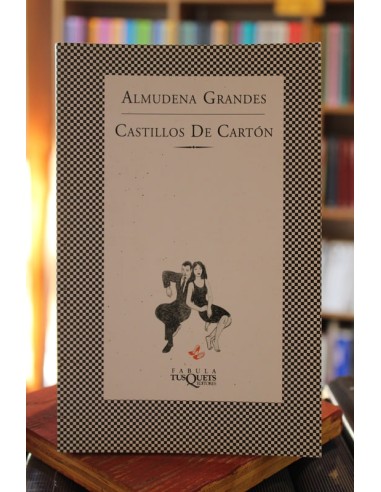 ALMUDENA GRANDES
CASTILLOS DE CARTÓN
FABULA
TUSQUETS
EDITORES